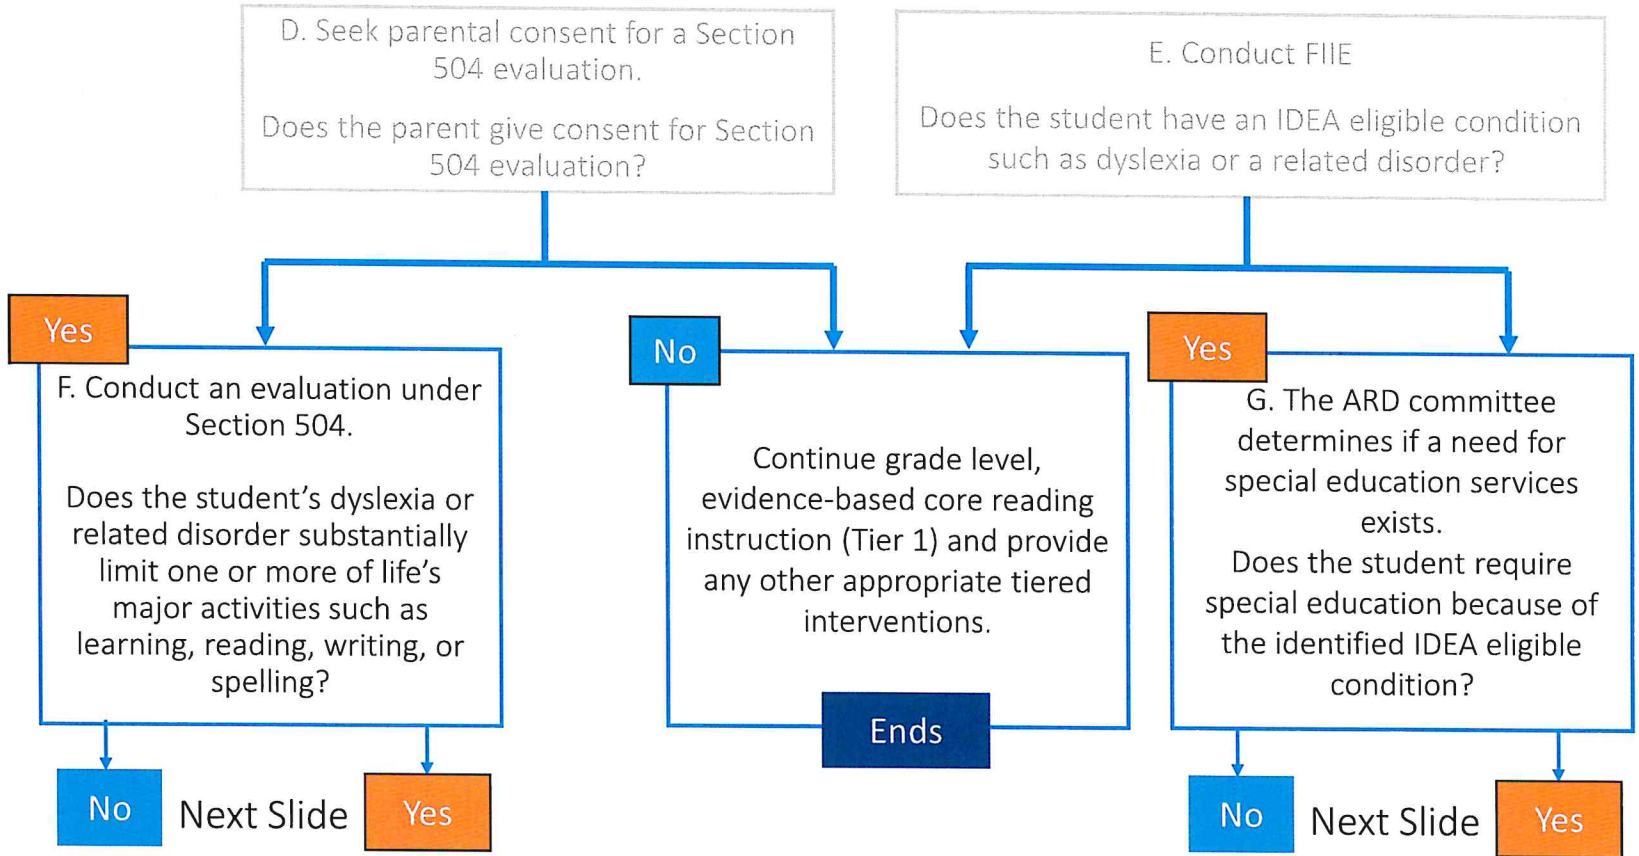 D. Seek parental consent for a Section
504 evaluation.
Does the parent give consent for Section
504 evaluation?
E. Conduct FIIE
Does the student have an IDEA eligible condition
such as dyslexia or a related disorder?
Yes
F. Conduct an evaluation under
Section 504.
Does the student’s dyslexia or
related disorder substantially
limit one or more of life’s
major activities such as
learning, reading, writing, or
spelling?
No
Continue grade level,
evidence-based core reading
instruction (Tier 1) and provide
any other appropriate tiered
interventions.
Ends
Yes
G. The ARD committee
determines if a need for
special education services
exists.
Does the student require
special education because of
the identified IDEA eligible
condition?
No
Next Slide
Yes
No
Next Slide
Yes